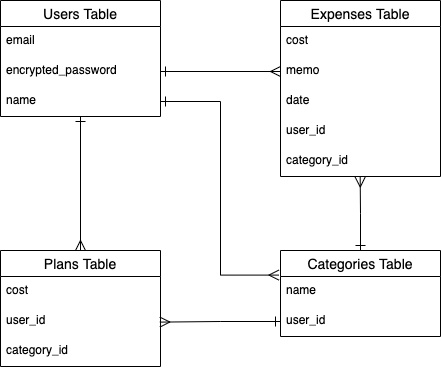 Users Table
email
encrypted_password
name
Expenses Table
cost
memo
date
user_id
category_id
Plans Table
cost
user_id
category_id
Categories Table
name
user_id